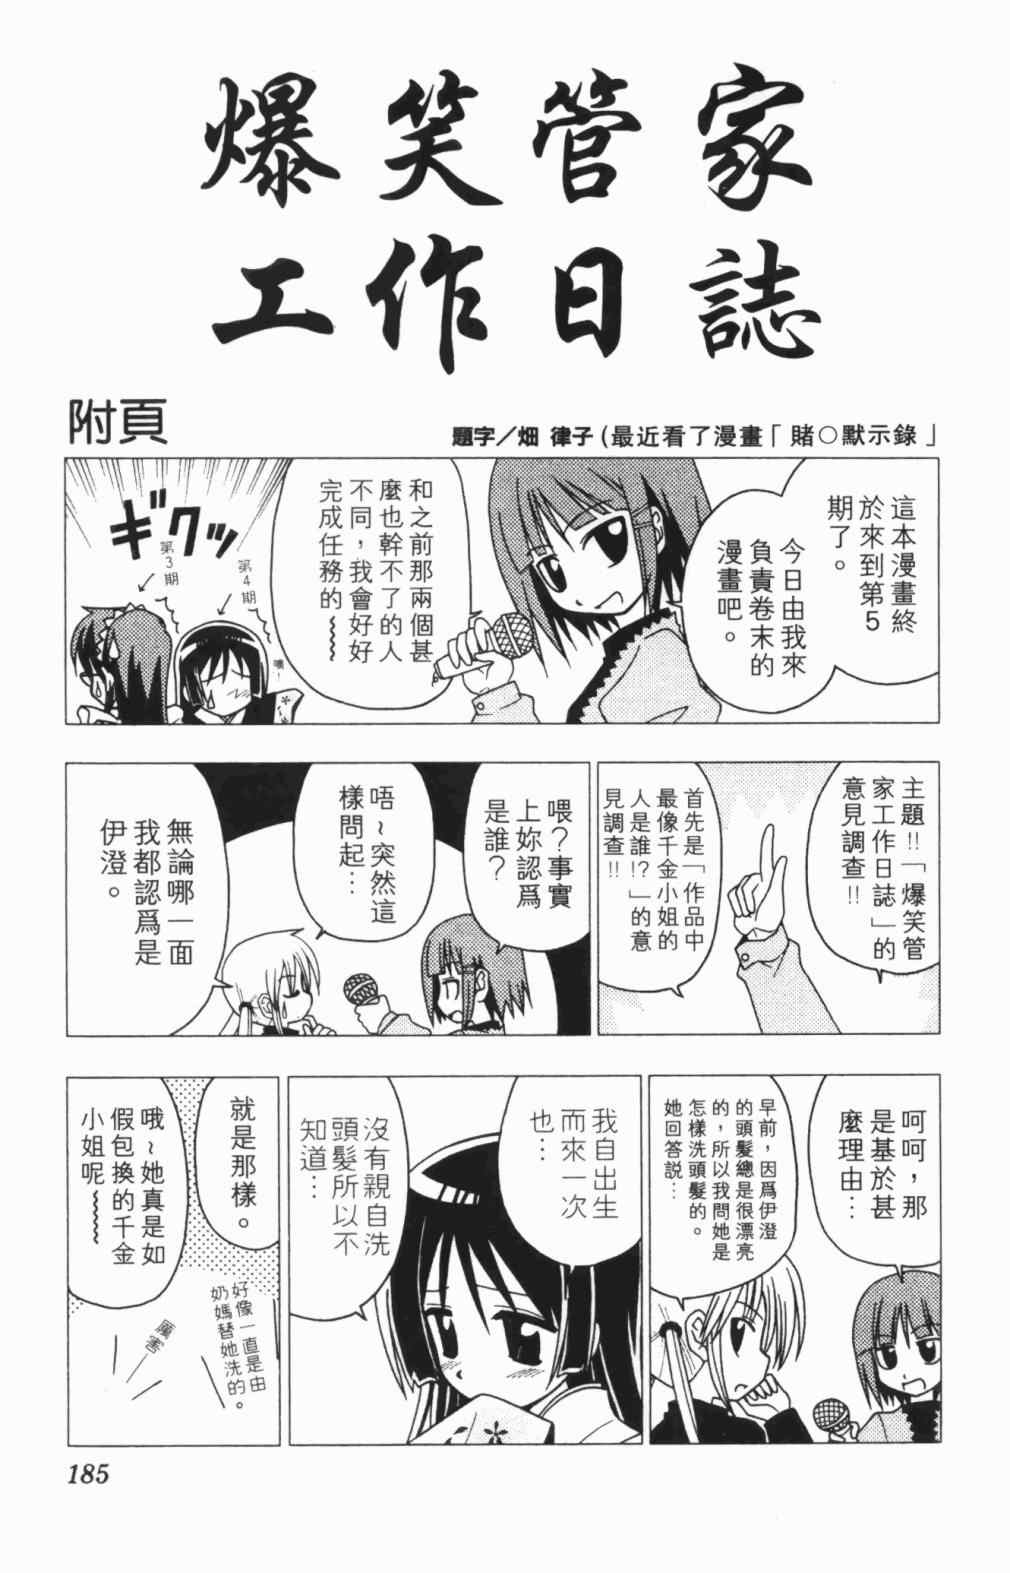 爆笑管家
工作日誌
附頁
題字／畑 律子(最近看了漫畫「賭○默示錄」
這本漫畫終
於來到第5
期了。
今日由我來
負責卷末的
漫畫吧。
和之前那兩個甚
麼也幹不了的人
不同，我會好好
完成任務的～～
ギクッ
第4期
第3期
主題!!「爆笑管
家工作日誌」的
意見調查!!
首先是「作品中
最像千金小姐的
人是誰!?」的意
見調查!!
喂？事實
上妳認爲
是誰？
唔～突然這
樣問起…
無論哪一面
我都認爲是
伊澄。
呵呵，那
是基於甚
麼理由…
早前，因爲伊澄
的頭髮總是很漂亮
的，所以我問她是
怎樣洗頭髮的。
她回答説…
我自出生
而來一次
也…
沒有親自洗
頭髮所以不
知道…
就是那樣。
好像一直是由
奶媽替她洗的。
哦～她真是如
假包換的千金
小姐呢～～
厲害
185